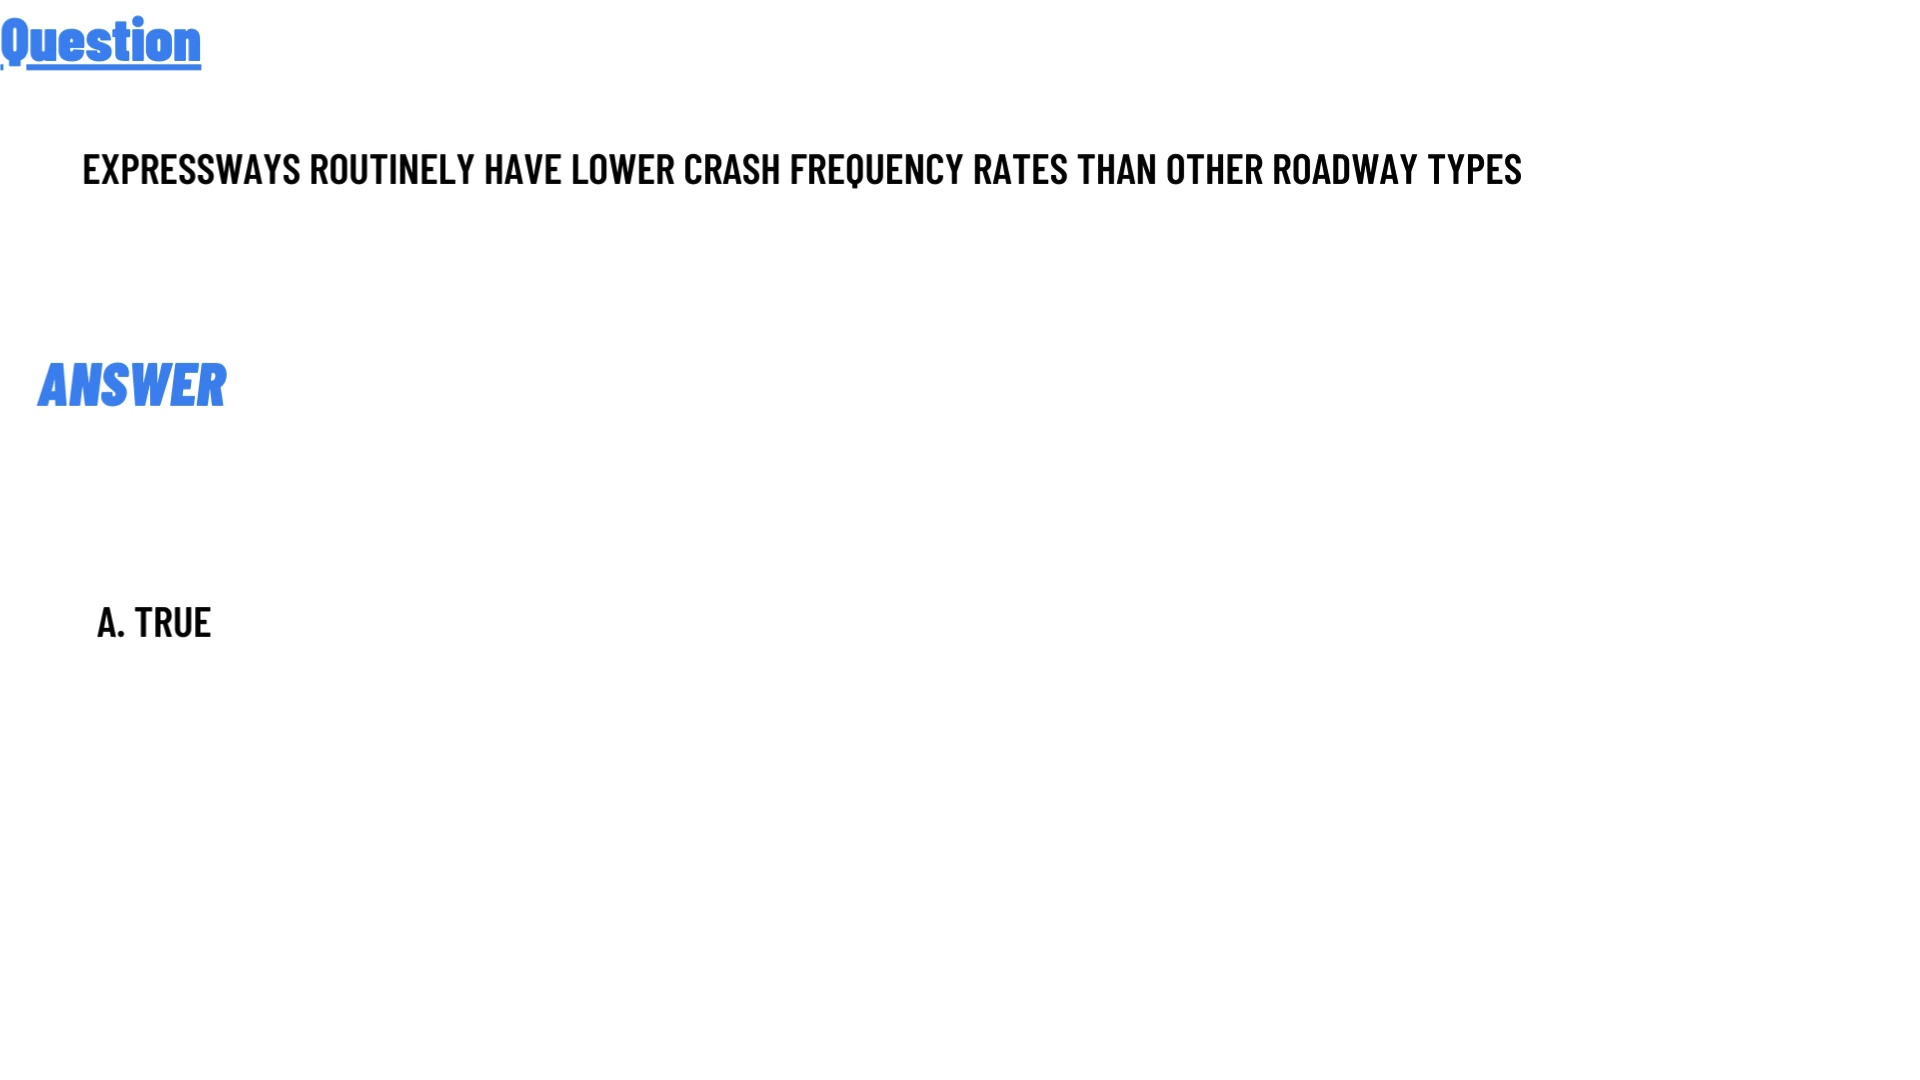 Question
EXPRESSWAYS ROUTINELY HAVE LOWER CRASH FREQUENCY RATES THAN OTHER ROADWAY TYPES
ANSWER
A. TRUE